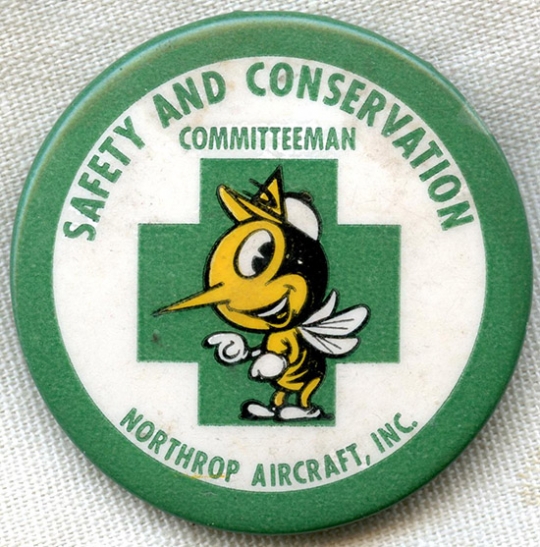 SAFETY AND CONSERVATION
COMMITTEEMAN
NORTHROP AIRCRAFT, INC.